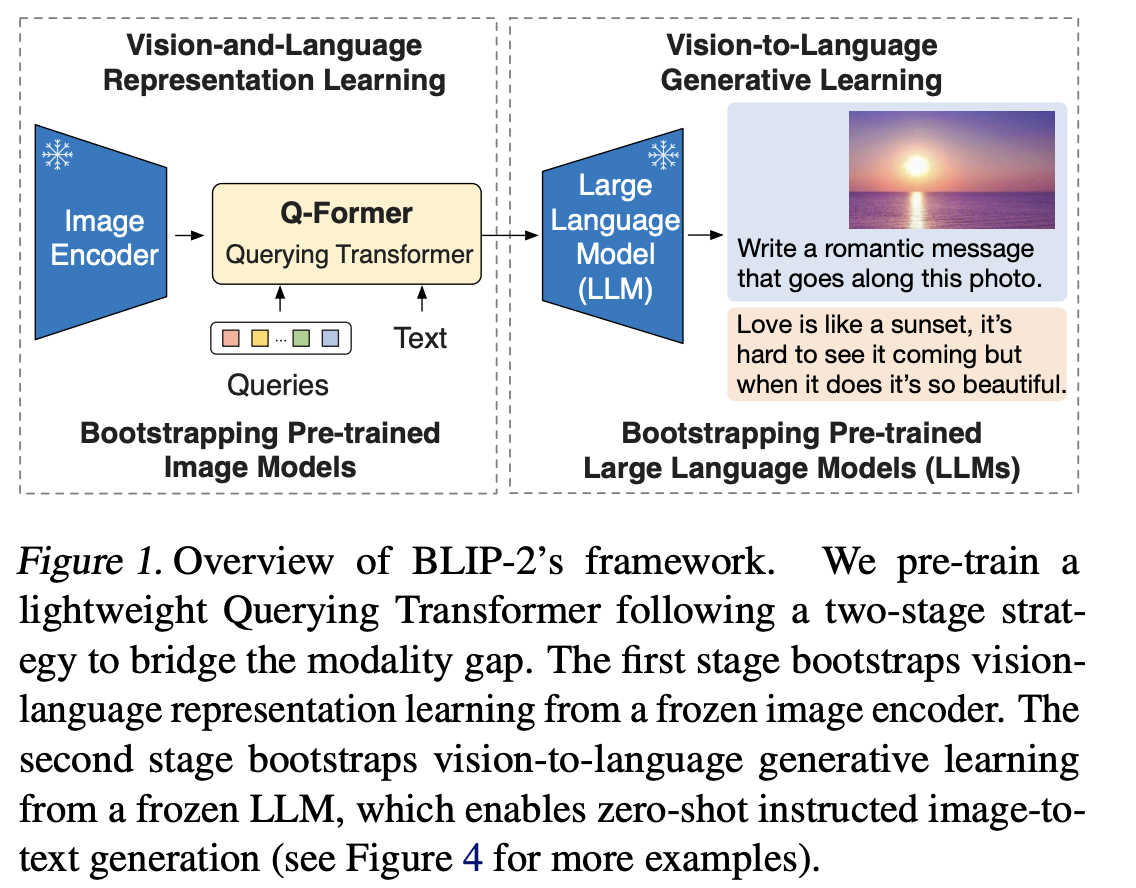 Vision-and-Language
Representation Learning
Image
Encoder
Q-Former
Querying Transformer
...
Queries
Text
Bootstrapping Pre-trained
Image Models
Vision-to-Language
Generative Learning
Large
Language
Model
(LLM)
Write a romantic message
that goes along this photo.
Love is like a sunset, it’s
hard to see it coming but
when it does it’s so beautiful.
Bootstrapping Pre-trained
Large Language Models (LLMs)
Figure 1. Overview of BLIP-2’s framework. We pre-train a
lightweight Querying Transformer following a two-stage strat-
egy to bridge the modality gap. The first stage bootstraps vision-
language representation learning from a frozen image encoder. The
second stage bootstraps vision-to-language generative learning
from a frozen LLM, which enables zero-shot instructed image-to-
text generation (see Figure 4 for more examples).